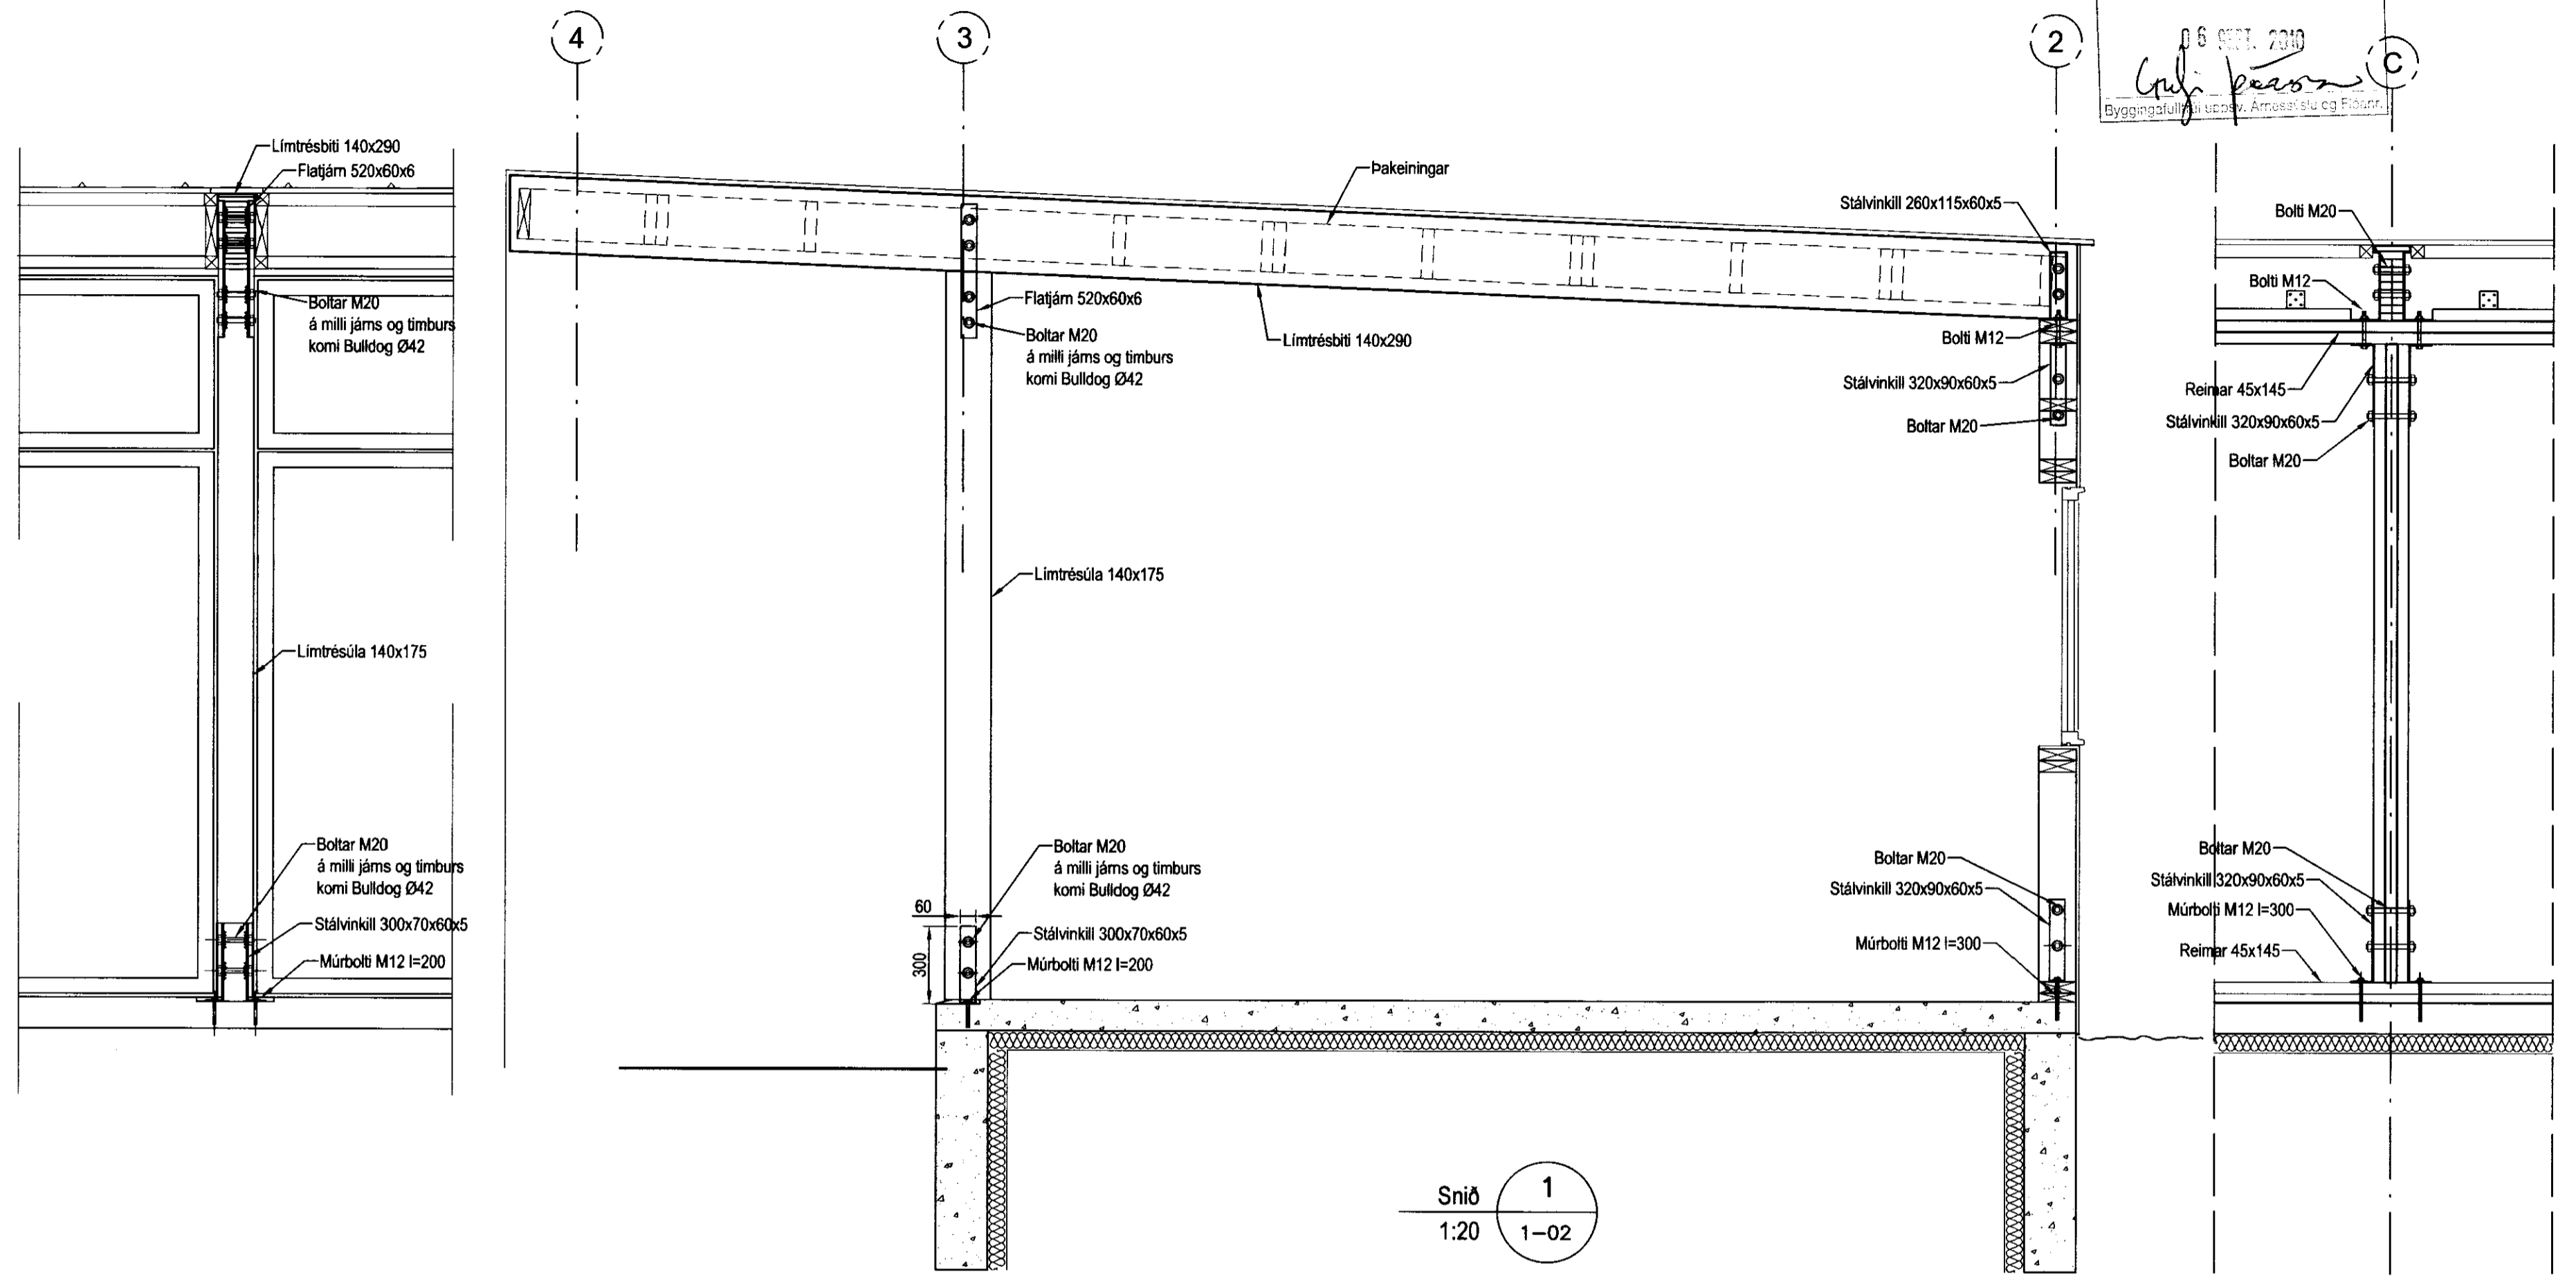 4
3
2
C
06 SEPT. 2010
Límtrésbiti 140x290
Flatjárn 520x60x6
Boltar M20
á milli járns og timburs
komi Bulldog Ø42
Límtrésúla 140x175
Boltar M20
á milli járns og timburs
komi Bulldog Ø42
Stálvinkill 300x70x60x5
Múrbolti M12 l=200
Þakeiningar
Flatjárn 520x60x6
Boltar M20
á milli járns og timburs
komi Bulldog Ø42
Límtrésbiti 140x290
Límtrésúla 140x175
Boltar M20
á milli járns og timburs
komi Bulldog Ø42
60
300
Stálvinkill 300x70x60x5
Múrbolti M12 l=200
Stálvinkill 260x115x60x5
Bolti M12
Stálvinkill 320x90x60x5
Boltar M20
Boltar M20
Stálvinkill 320x90x60x5
Múrbolti M12 l=300
Bolti M20
Bolti M12
Reimar 45x145
Stálvinkill 320x90x60x5
Boltar M20
Boltar M20
Stálvinkill 320x90x60x5
Múrbolti M12 l=300
Reimar 45x145
Snið
1:20
1
1-02